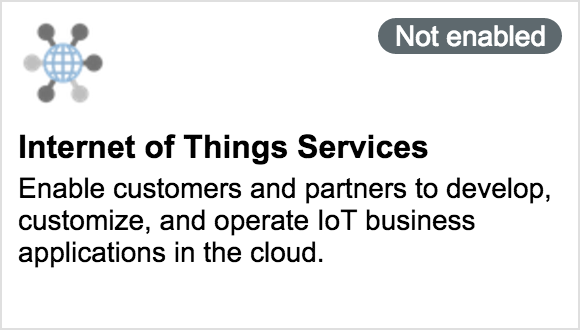 Not enabled
Internet of Things Services
Enable customers and partners to develop,
customize, and operate IoT business
applications in the cloud.